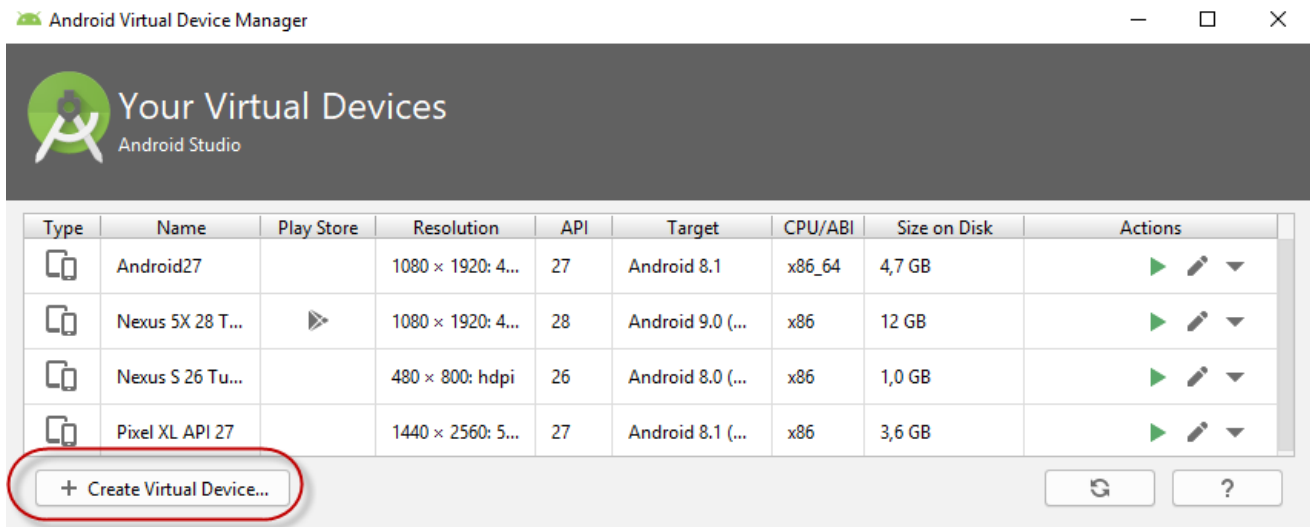 Android Virtual Device Manager
Your Virtual Devices
Android Studio
Type Name Play Store Resolution API Target CPU/ABI Size on Disk Actions
Android27 1080 × 1920: 4... 27 Android 8.1 x86_64 4,7 GB
Nexus 5X 28 T... 1080 × 1920: 4... 28 Android 9.0 (... x86 12 GB
Nexus S 26 Tu... 480 × 800: hdpi 26 Android 8.0 (... x86 1,0 GB
Pixel XL API 27 1440 × 2560: 5... 27 Android 8.1 (... x86 3,6 GB
+ Create Virtual Device... ?